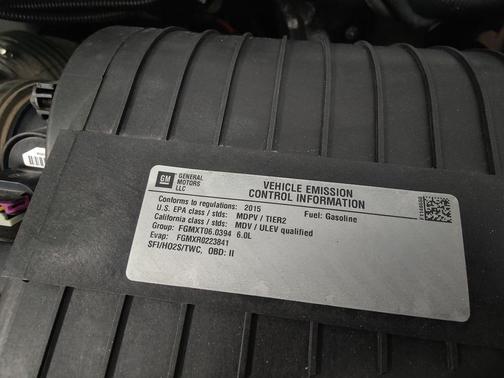 GM
GENERAL
MOTORS
LLC
VEHICLE EMISSION
CONTROL INFORMATION
Conforms to regulations: 2015 Fuel: Gasoline
U.S. EPA class / stds: MDPV / TIER2
California class / stds: MDV / ULEV qualified
Group: FGMXT06.0394 6.0L
Evap: FGMXR0223841
SFI/HO2S/TWC, OBD: II